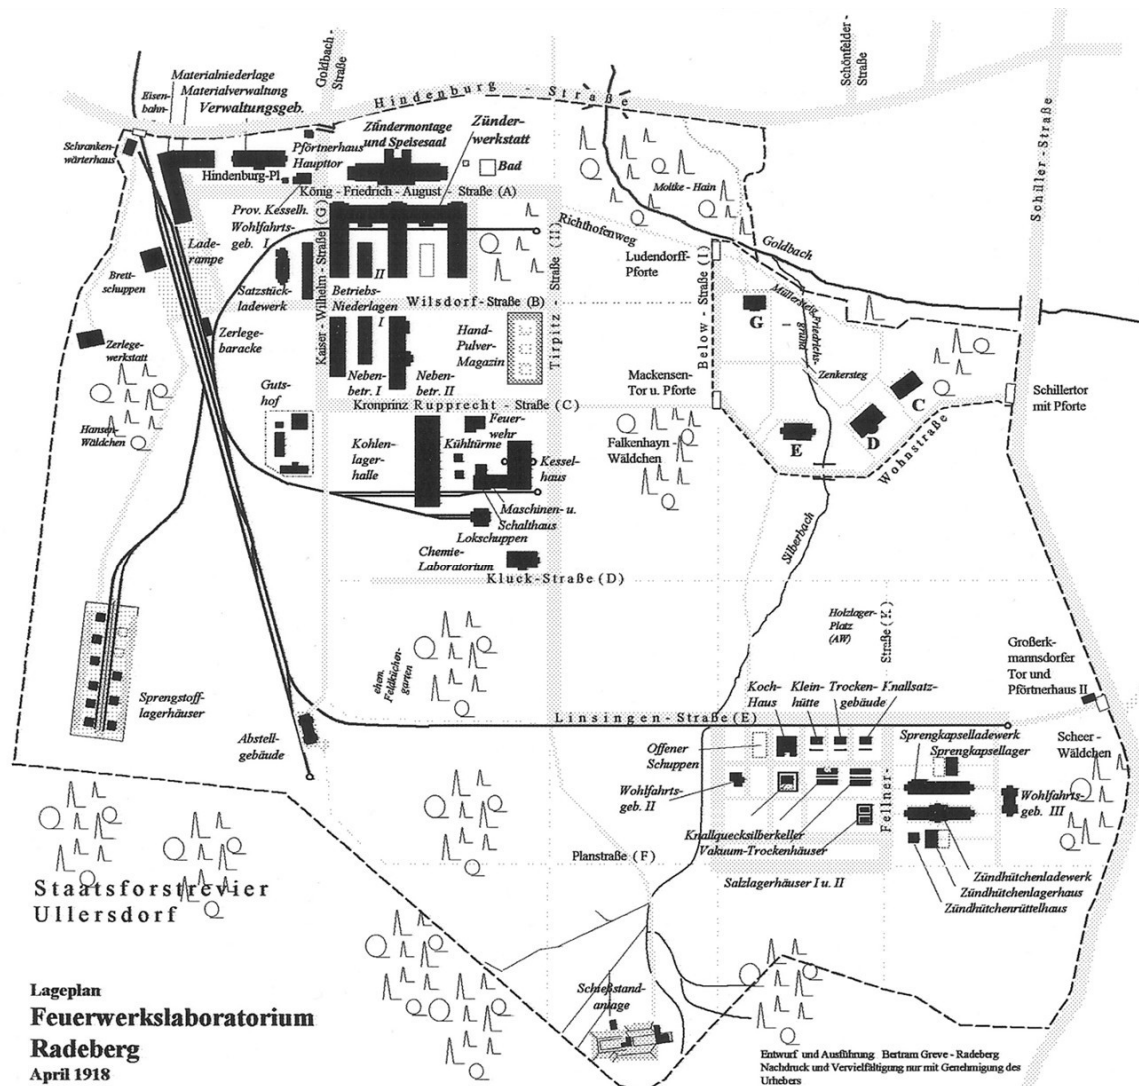 Goldbach-
Straße
Schönfelder-
Straße
Schiller-Straße
Hindenburg - Straße
Materialniederlage
Materialverwaltung
Verwaltungsgeb.
Eisen-
bahn-
Schranken-
wärterhaus
Pförtnerhaus
Haupttor
Hindenburg-Pl
Zündermontage
und Speisesaal
Zünder-
werkstatt
Bad
König-Friedrich-August-Straße (A)
Prov. Kesselh.
Wohlfahrts-
geb. I
Lade-
rampe
Brett-
schuppen
Satzstück-
ladewerk
Kaiser-Wilhelm-Straße (G)
II
Betriebs-
Niederlagen
I
Wilsdorf-Straße (B)
Tirpitz-Straße (H)
Richthofenweg
Moltke-Hain
Ludendorff-
Pforte
Goldbach
Below-Straße (I)
G
Zenkersteg
C
D
E
Wohnstraße
Schillertor
mit Pforte
Zerlege-
baracke
Zerlege-
werkstatt
Hansen-
Wäldchen
Guts-
hof
Neben-
betr. I
Neben-
betr. II
Hand-
Pulver-
Magazin
Mackensen-
Tor u. Pforte
Kronprinz Rupprecht-Straße (C)
Falkenhayn-
Wäldchen
Kohlen-
lager-
halle
Kühltürme
Feuer-
wehr
Kessel-
haus
Maschinen- u.
Schalthaus
Lokschuppen
Chemie-
Laboratorium
Kluck-Straße (D)
Silberbach
Holzlager-
Platz
(AW)
Straße (K)
ehem.
Feldküchen-
garten
Sprengstoff-
lagerhäuser
Abstell-
gebäude
Großerk-
mannsdorfer
Tor und
Pförtnerhaus II
Koch-
Haus
Klein-
hütte
Trocken-
gebäude
Knallsatz-
Linsingen-Straße (E)
Offener
Schuppen
Sprengkapselladewerk
Sprengkapsellager
Scheer-
Wäldchen
Wohlfahrts-
geb. II
Fellner-
Wohlfahrts-
geb. III
Knallquecksilberkeller
Vakuum-Trockenhäuser
Planstraße (F)
Salzlagerhäuser I u. II
Zündhütchenladewerk
Zündhütchenlagerhaus
Zündhütchenrüttelhaus
Staatsforstrevier
Ullersdorf
Schießstand-
anlage
Lageplan
Feuerwerkslaboratorium
Radeberg
April 1918
Entwurf und Ausführung Bertram Greve - Radeberg
Nachdruck und Vervielfältigung nur mit Genehmigung des
Urhebers